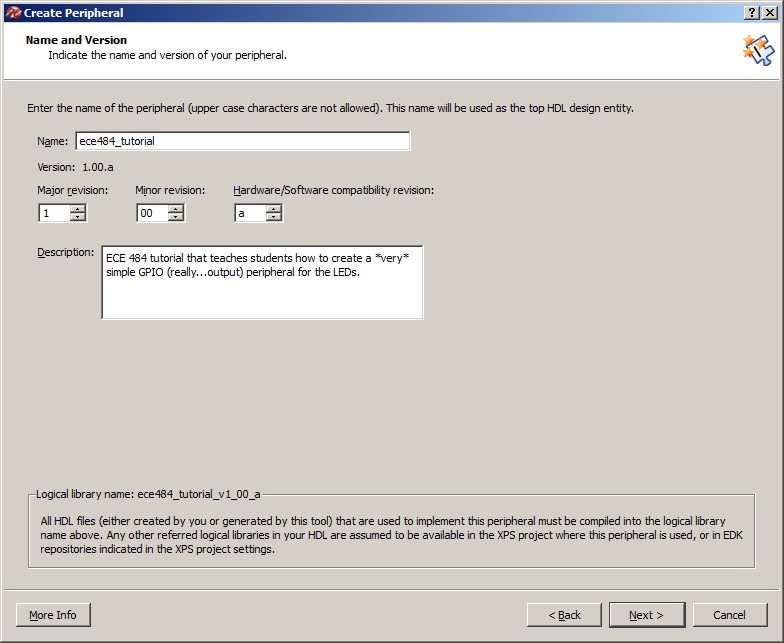 Create Peripheral
Name and Version
Indicate the name and version of your peripheral.
Enter the name of the peripheral (upper case characters are not allowed). This name will be used as the top HDL design entity.
Name: ece484_tutorial
Version: 1.00.a
Major revision: Minor revision: Hardware/Software compatibility revision:
1 00 a
Description: ECE 484 tutorial that teaches students how to create a *very*
simple GPIO (really...output) peripheral for the LEDs.
Logical library name: ece484_tutorial_v1_00_a
All HDL files (either created by you or generated by this tool) that are used to implement this peripheral must be compiled into the logical library
name above. Any other referred logical libraries in your HDL are assumed to be available in the XPS project where this peripheral is used, or in EDK
repositories indicated in the XPS project settings.
More Info < Back Next > Cancel